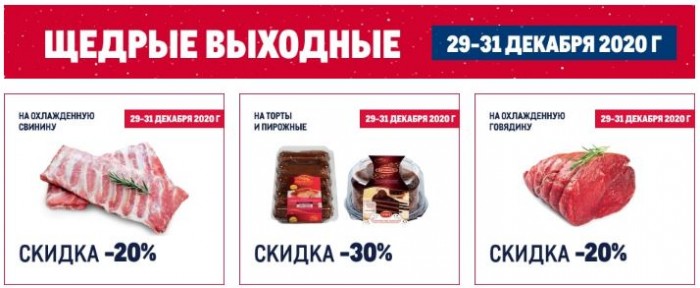 ЩЕДРЫЕ ВЫХОДНЫЕ
29-31 ДЕКАБРЯ 2020 Г
НА ОХЛАЖДЕННУЮ
СВИНИНУ
29-31 ДЕКАБРЯ 2020 Г
СКИДКА -20%
НА ТОРТЫ
И ПИРОЖНЫЕ
29-31 ДЕКАБРЯ 2020 Г
СКИДКА -30%
НА ОХЛАЖДЕННУЮ
ГОВЯДИНУ
29-31 ДЕКАБРЯ 2020 Г
СКИДКА -20%